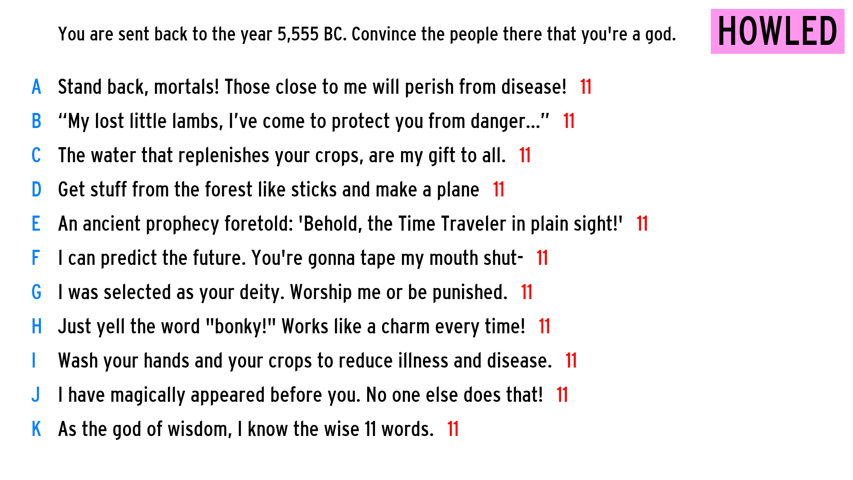 You are sent back to the year 5,555 BC. Convince the people there that you're a god.
HOWLED
A Stand back, mortals! Those close to me will perish from disease! 11
B “My lost little lambs, I’ve come to protect you from danger...” 11
C The water that replenishes your crops, are my gift to all. 11
D Get stuff from the forest like sticks and make a plane 11
E An ancient prophecy foretold: 'Behold, the Time Traveler in plain sight!' 11
F I can predict the future. You're gonna tape my mouth shut- 11
G I was selected as your deity. Worship me or be punished. 11
H Just yell the word "bonky!" Works like a charm every time! 11
I Wash your hands and your crops to reduce illness and disease. 11
J I have magically appeared before you. No one else does that! 11
K As the god of wisdom, I know the wise 11 words. 11